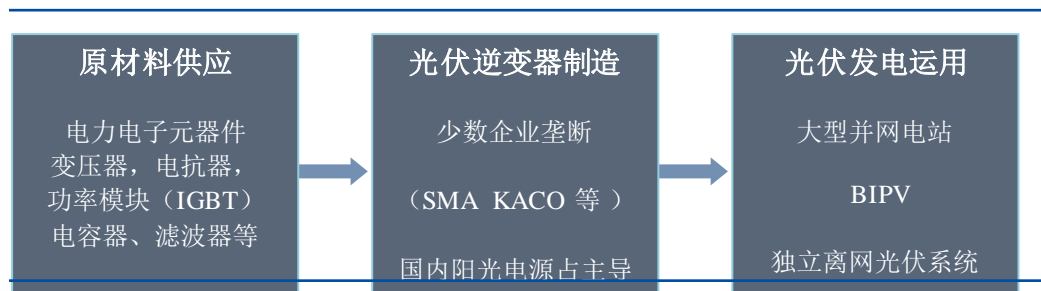 原材料供应
电力电子元器件
变压器，电抗器，
功率模块（IGBT）
电容器、滤波器等
光伏逆变器制造
少数企业垄断
（SMA KACO 等 ）
国内阳光电源占主导
光伏发电运用
大型并网电站
BIPV
独立离网光伏系统